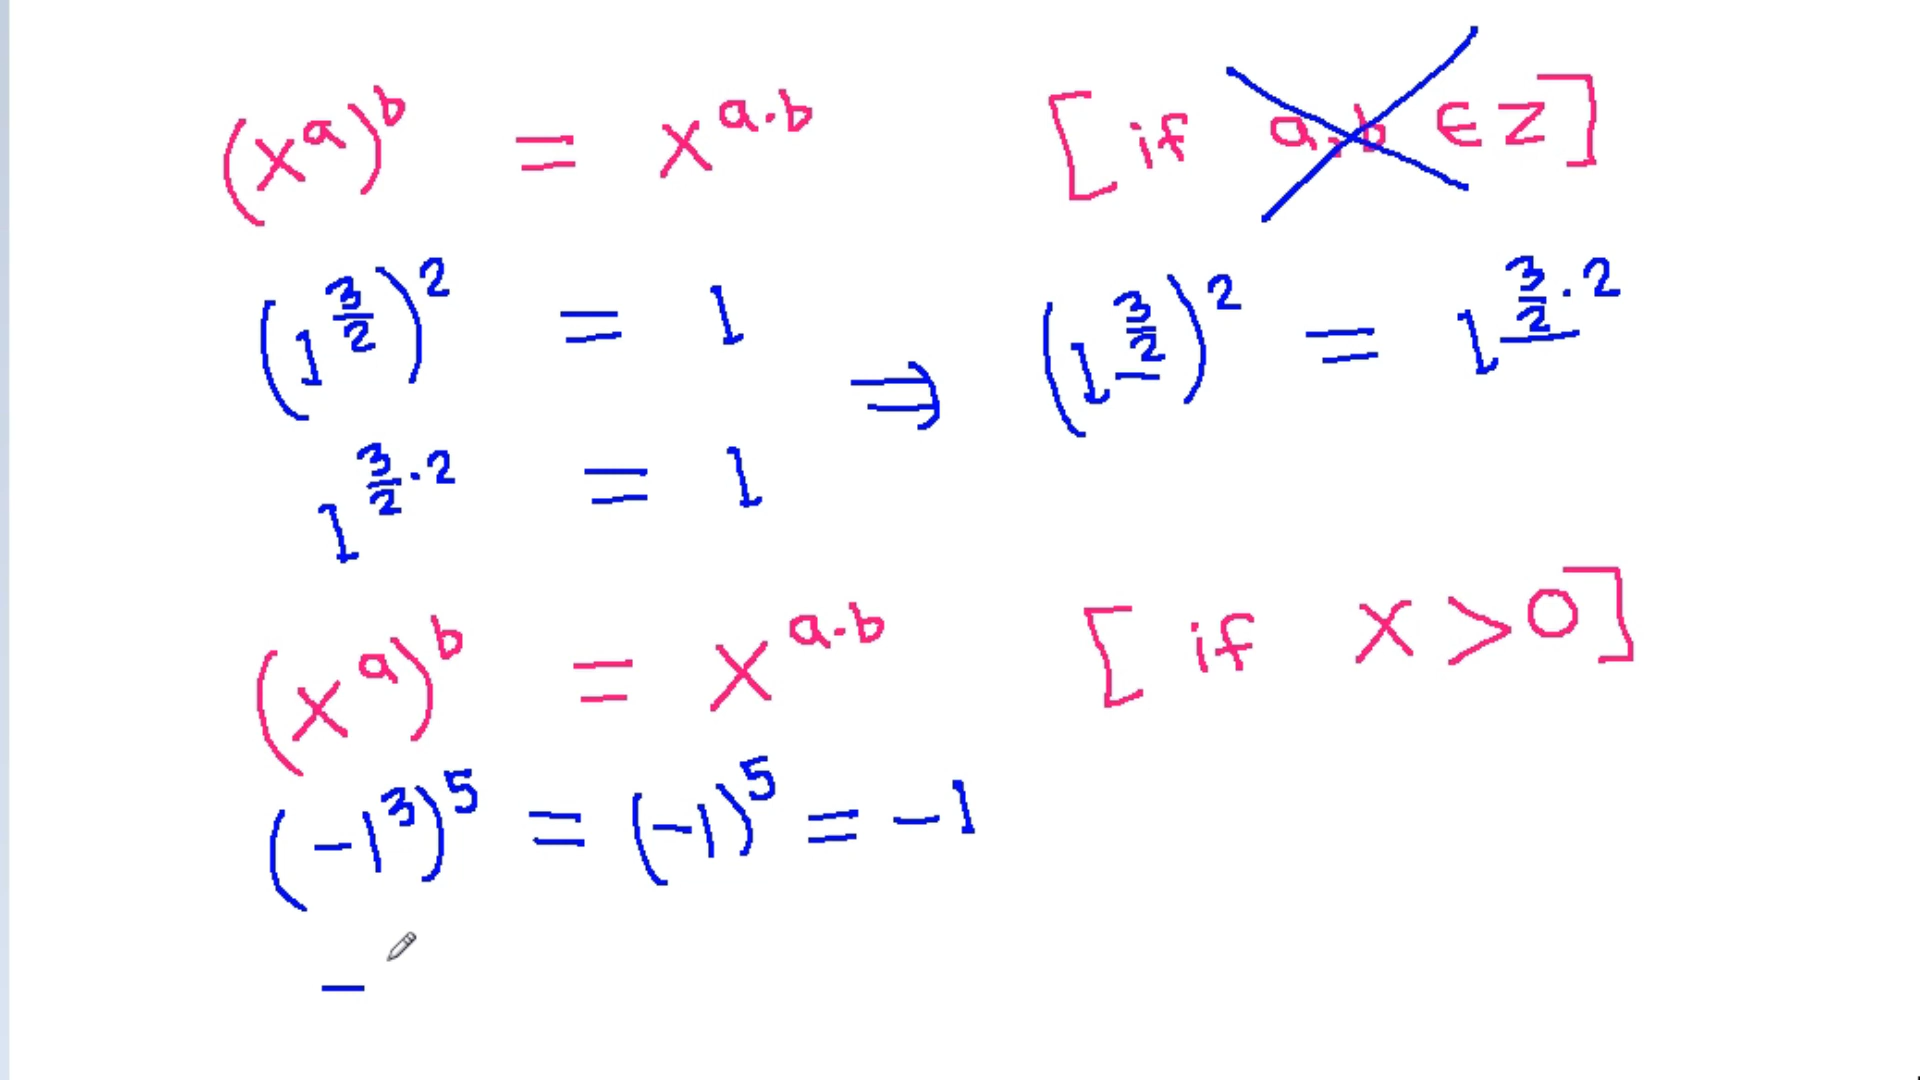 (x^a)^b = x^{a.b} [if a,b ∈ Z]
(1^{3/2})^2 = 1 ⇒ (1^{3/2})^2 = 1^{3/2 . 2}
1^{3/2 . 2} = 1
(x^a)^b = x^{a.b} [if x > 0]
(-1^3)^5 = (-1)^5 = -1
-